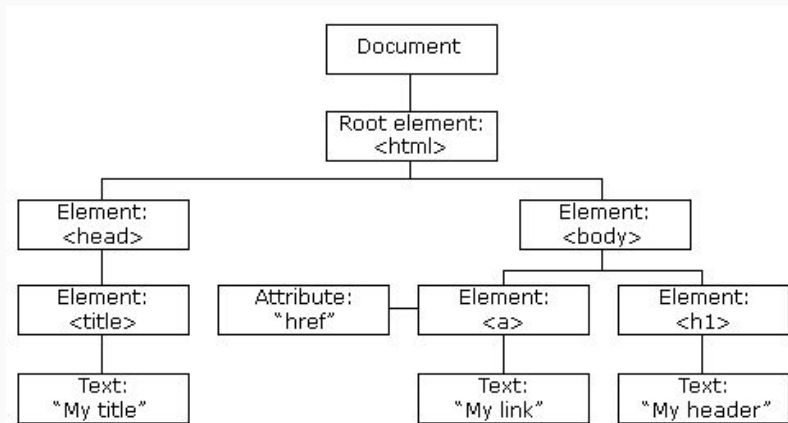 Document
Root element:
<html>
Element:
<head>
Element:
<body>
Element:
<title>
Attribute:
“href”
Element:
<a>
Element:
<h1>
Text:
“My title”
Text:
“My link”
Text:
“My header”